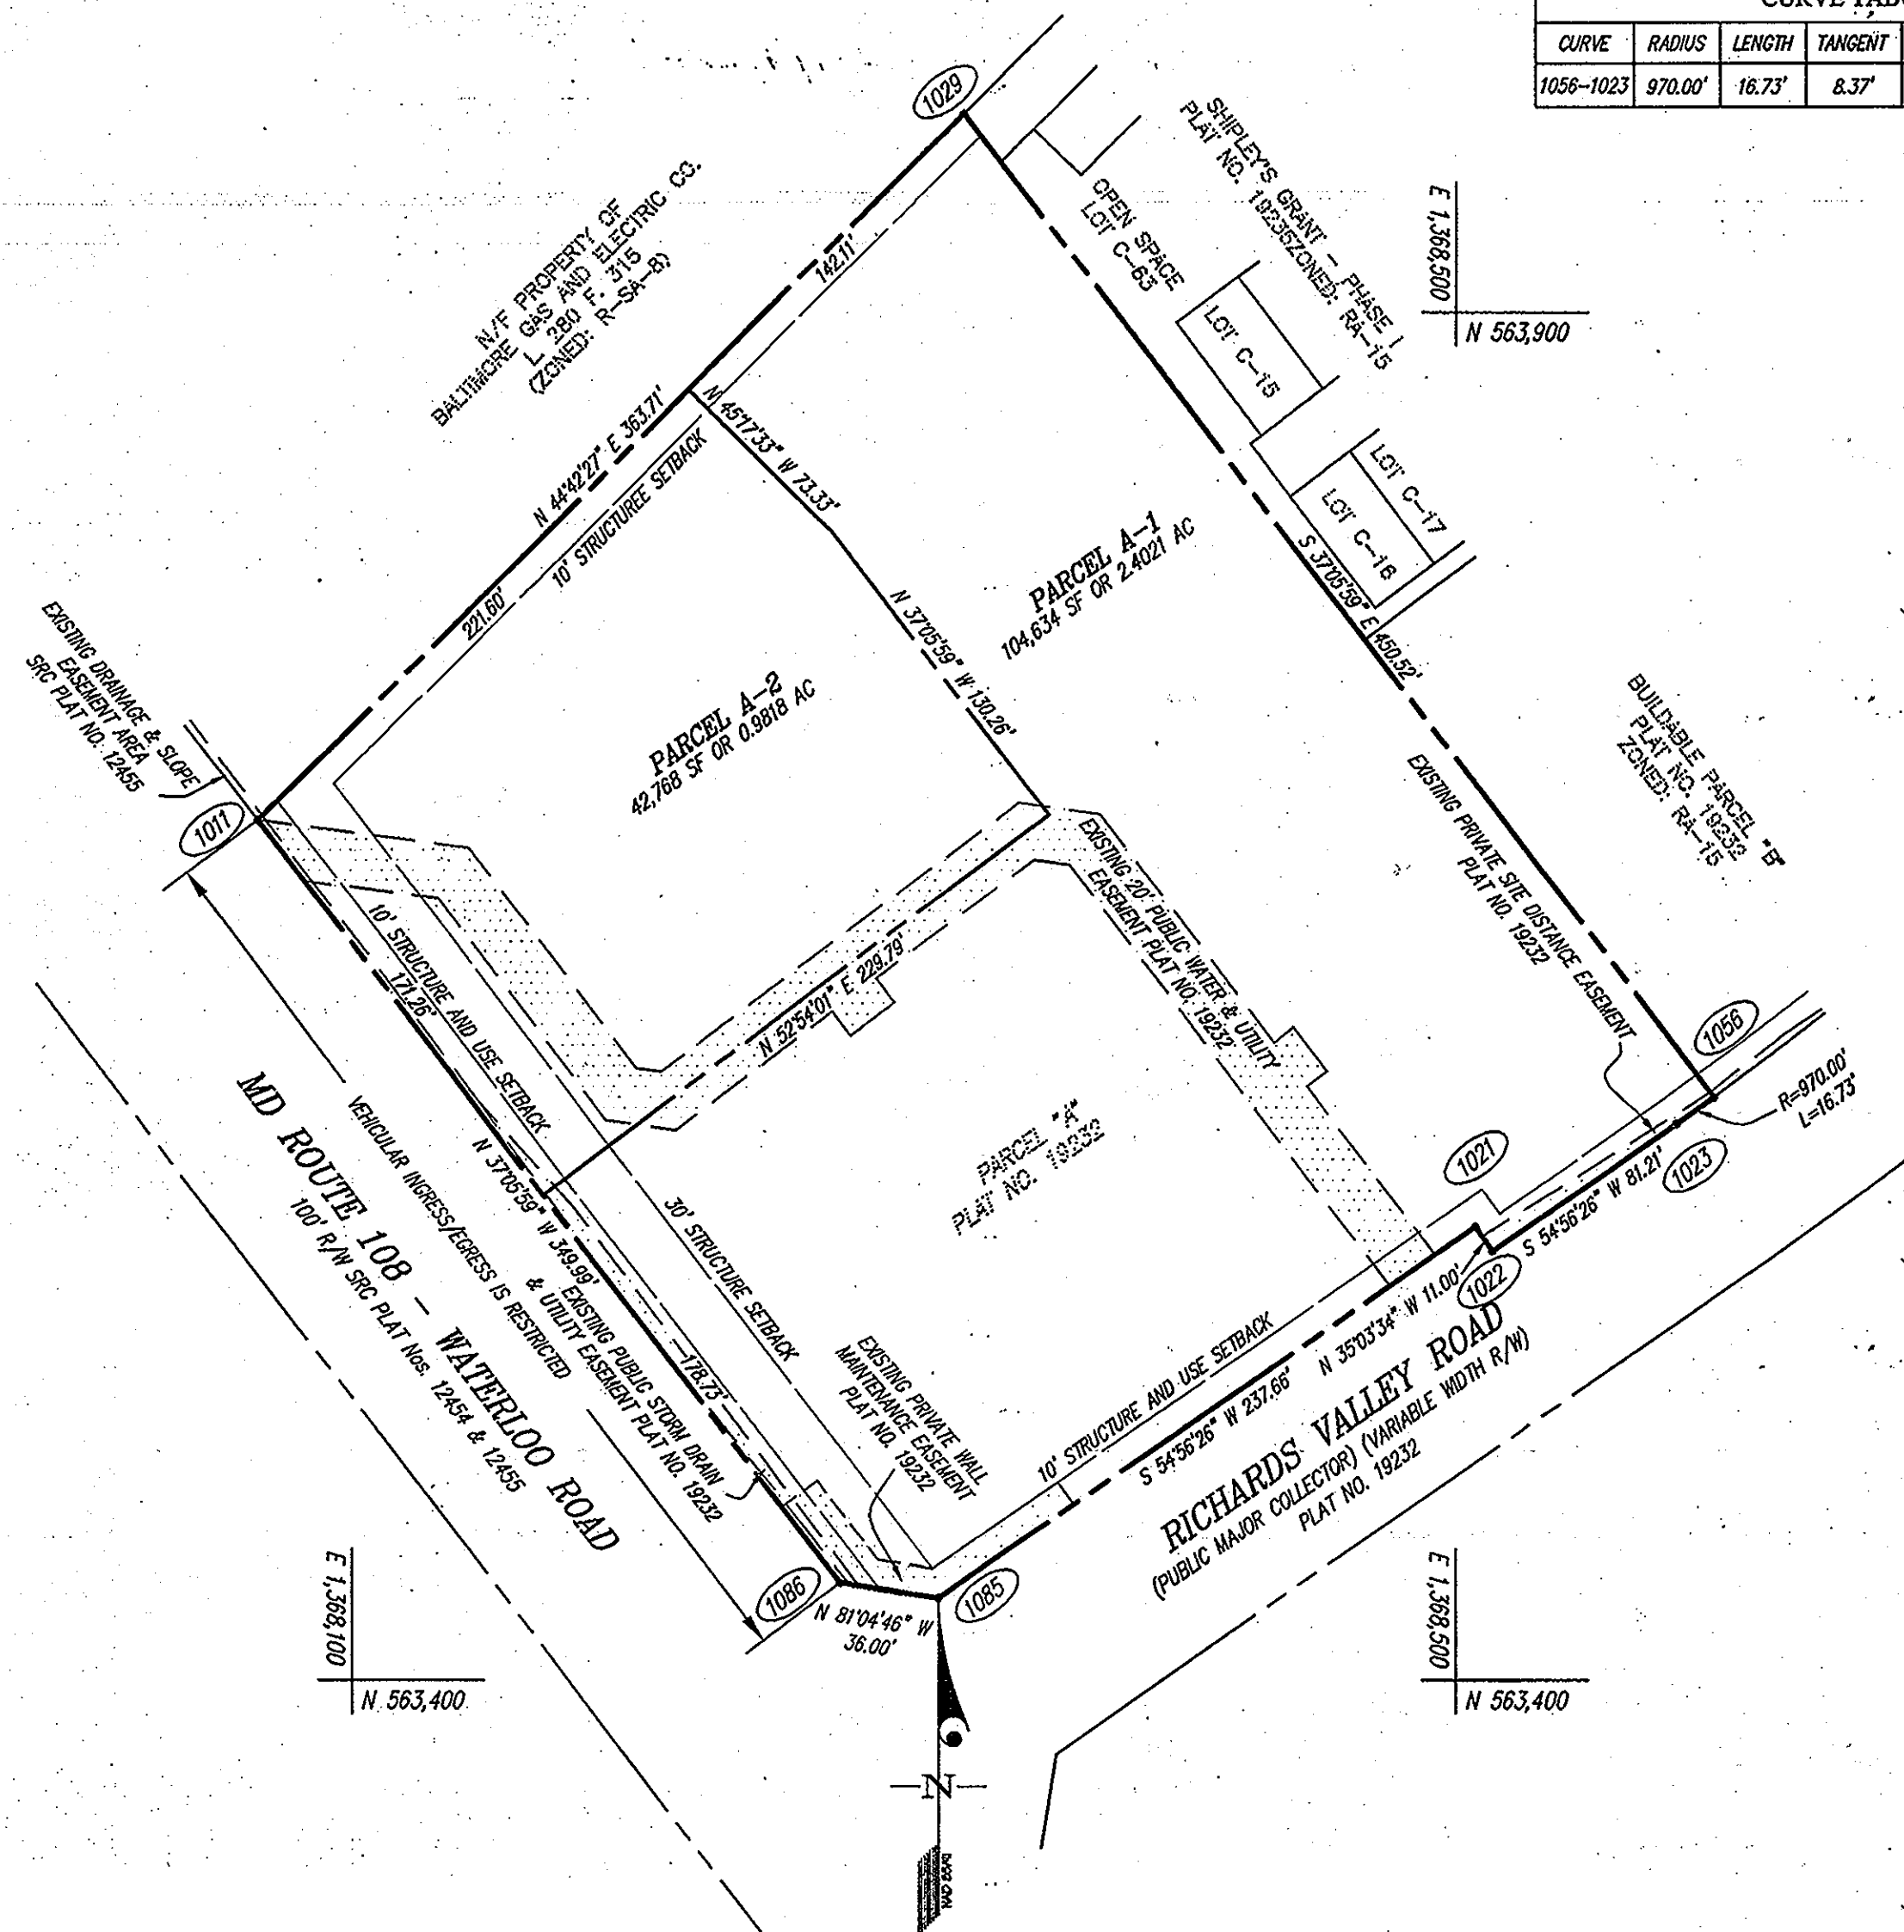 CURVE TAB
CURVE RADIUS LENGTH TANGENT
1056-1023 970.00' 16.73' 8.37'
1029
SHIPLEY'S GRANT - PHASE I
PLAT NO. 19235 ZONED: RA-15
OPEN SPACE
LOT C-63
LOT C-15
LOT C-17
LOT C-16
E 1,368,500
N 563,900
N/F PROPERTY OF
BALTIMORE GAS AND ELECTRIC CO.
L. 280 F. 315
(ZONED: R-SA-8)
142.11'
N 44°42'27" E 363.71'
10' STRUCTUREE SETBACK
221.60'
N 45°17'33" W 73.33'
PARCEL A-1
104,634 SF OR 2.4021 AC
N 37°05'59" W 130.26'
S 37°05'59" E 450.52'
PARCEL A-2
42,768 SF OR 0.9818 AC
EXISTING DRAINAGE & SLOPE
EASEMENT AREA
SRC PLAT NO. 12455
1011
BUILDABLE PARCEL "B"
PLAT NO. 19232
ZONED: RA-15
EXISTING PRIVATE SITE DISTANCE EASEMENT
PLAT NO. 19232
EXISTING 20' PUBLIC WATER & UTILITY
EASEMENT PLAT NO. 19232
10' STRUCTURE AND USE SETBACK
171.26'
N 52°54'01" E 229.79'
1056
R=970.00'
L=16.73'
1023
1021
S 54°56'26" W 81.21'
1022
N 35°03'34" W 11.00'
PARCEL "A"
PLAT NO. 19232
MD ROUTE 108 - WATERLOO ROAD
100' R/W SRC PLAT Nos. 12454 & 12455
VEHICULAR INGRESS/EGRESS IS RESTRICTED
N 37°05'59" W 349.99'
EXISTING PUBLIC STORM DRAIN
& UTILITY EASEMENT PLAT NO. 19232
30' STRUCTURE SETBACK
178.73'
EXISTING PRIVATE WALL
MAINTENANCE EASEMENT
PLAT NO. 19232
10' STRUCTURE AND USE SETBACK
S 54°56'26" W 237.66'
RICHARDS VALLEY ROAD
(PUBLIC MAJOR COLLECTOR) (VARIABLE WIDTH R/W)
PLAT NO. 19232
1086
N 81°04'46" W
36.00'
1085
E 1,368,100
N 563,400
E 1,368,500
N 563,400
N